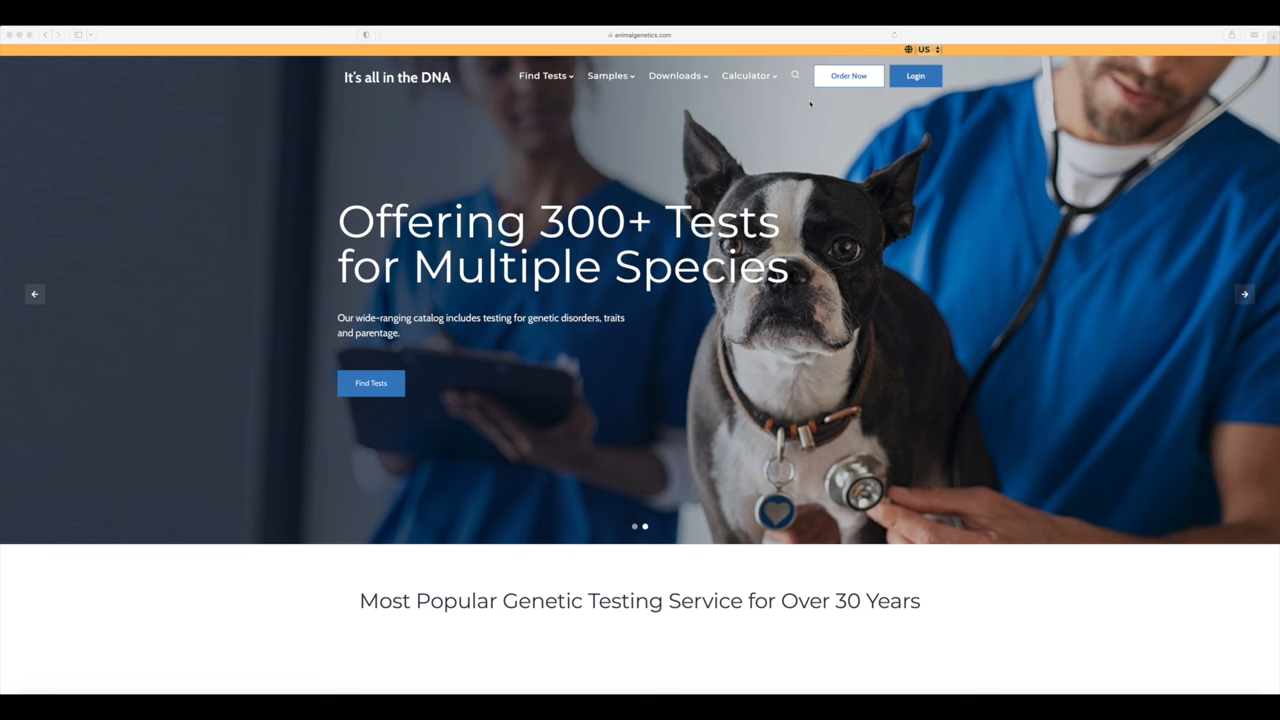 animalgenetics.com
US
It's all in the DNA
Find Tests
Samples
Downloads
Calculator
Order Now
Login
Offering 300+ Tests
for Multiple Species
Our wide-ranging catalog includes testing for genetic disorders, traits
and parentage.
Find Tests
Most Popular Genetic Testing Service for Over 30 Years